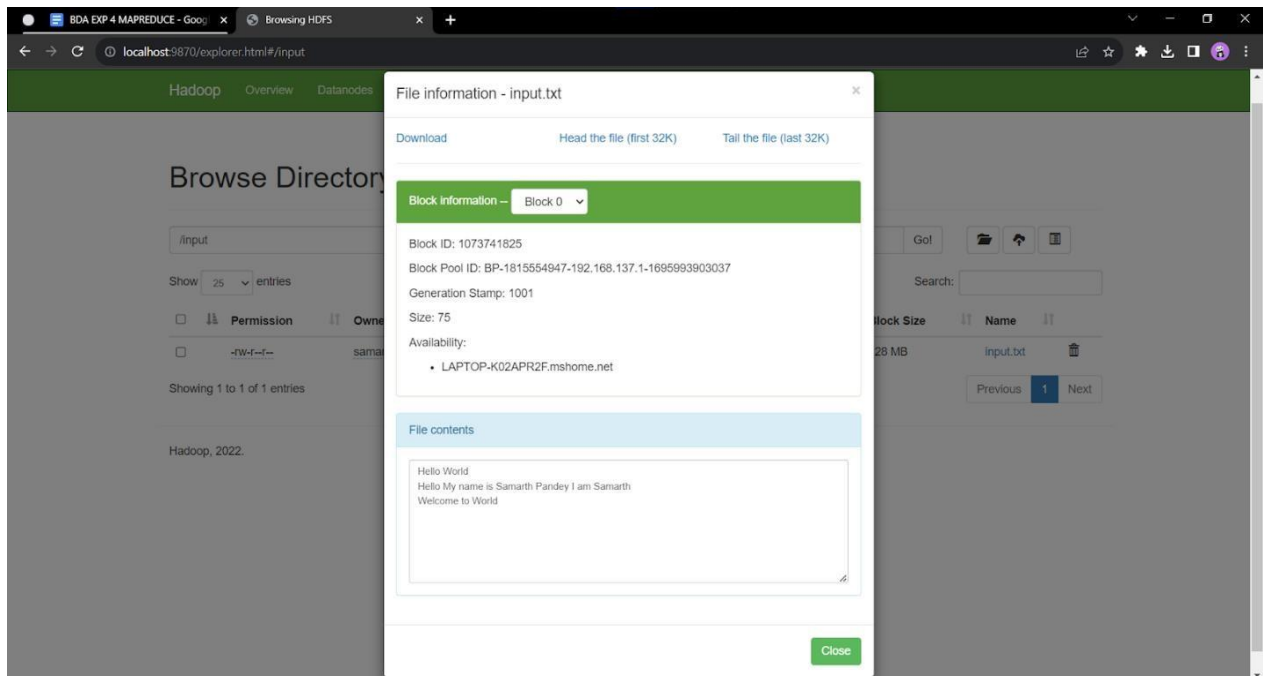 BDA EXP 4 MAPREDUCE - Goog
Browsing HDFS
localhost:9870/explorer.html#/input
Hadoop Overview Datanodes
File information - input.txt
Download Head the file (first 32K) Tail the file (last 32K)
Browse Directory
Block information -- Block 0
/input Go!
Block ID: 1073741825
Block Pool ID: BP-1815554947-192.168.137.1-1695993903037
Show 25 entries Search:
Generation Stamp: 1001
Size: 75
Permission Owne Block Size Name
Availability:
-rw-r--r-- samar 28 MB input.txt
• LAPTOP-K02APR2F.mshome.net
Showing 1 to 1 of 1 entries Previous 1 Next
File contents
Hadoop, 2022.
Hello World
Hello My name is Samarth Pandey I am Samarth
Welcome to World
Close